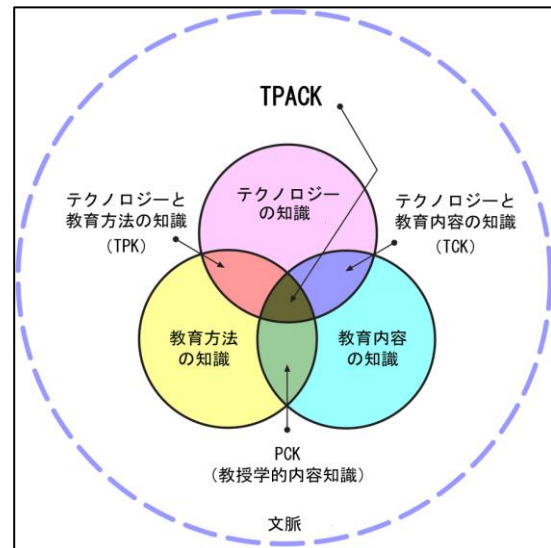 TPACK
テクノロジー
の知識
テクノロジーと
教育方法の知識
（TPK）
テクノロジーと
教育内容の知識
（TCK）
教育方法
の知識
教育内容
の知識
PCK
（教授学的内容知識）
文脈